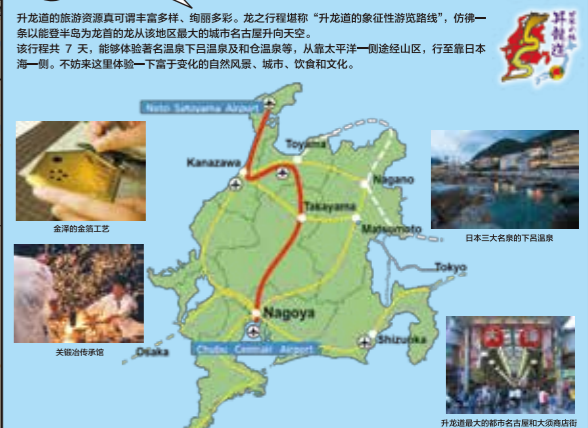 升龙道的旅游资源真可谓丰富多样、绚丽多彩。龙之行程堪称“升龙道的象征性游览路线”，仿佛一
条以能登半岛为龙首的龙从该地区最大的城市名古屋升向天空。
该行程共 7 天，能够体验著名温泉下吕温泉及和仓温泉等，从靠太平洋一侧途经山区，行至靠日本
海一侧。不妨来这里体验一下富于变化的自然风景、城市、饮食和文化。
昇龍道
Noto Satoyama Airport
Toyama
Kanazawa
Nagano
Takayama
Matsumoto
金泽的金箔工艺
日本三大名泉的下吕温泉
Tokyo
Nagoya
Shizuoka
Osaka
Chubu Centrair Airport
关锻冶传承馆
升龙道最大的都市名古屋和大须商店街